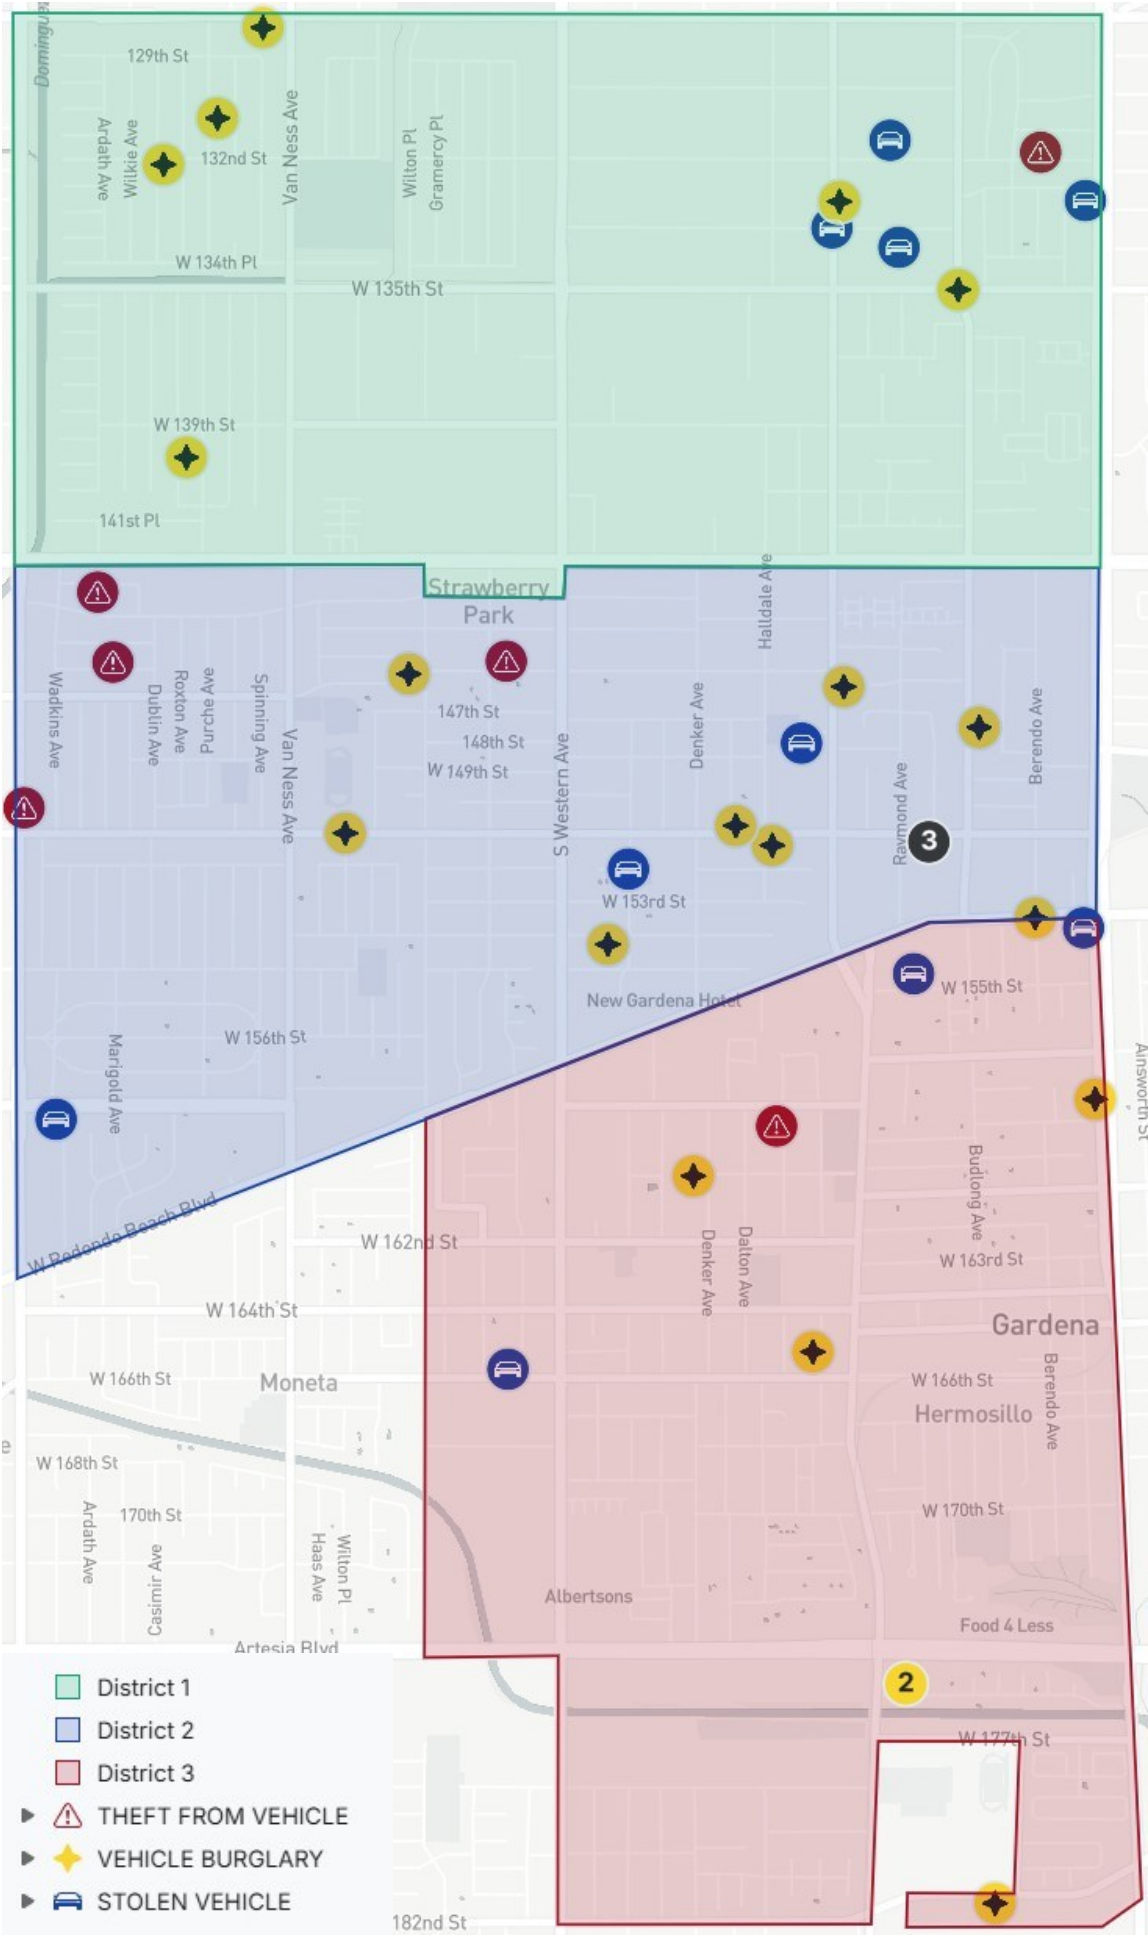 Domingue
129th St
Van Ness Ave
Ardath Ave
Wilkie Ave
132nd St
Wilton Pl
Gramercy Pl
W 134th Pl
W 135th St
W 139th St
141st Pl
Halldale Ave
Strawberry
Park
Wadkins Ave
Dublin Ave
Roxton Ave
Purche Ave
Spinning Ave
Van Ness Ave
147th St
148th St
W 149th St
S Western Ave
Denker Ave
Berendo Ave
Raymond Ave
3
W 153rd St
W 155th St
New Gardena Hotel
W 156th St
Marigold Ave
Ainsworth St
Budlong Ave
W Redondo Beach Blvd
W 162nd St
Denker Ave
Dalton Ave
W 163rd St
W 164th St
Gardena
W 166th St
Moneta
W 166th St
Berendo Ave
Hermosillo
W 168th St
170th St
W 170th St
Ardath Ave
Casimir Ave
Haas Ave
Wilton Pl
Albertsons
Food 4 Less
Artesia Blvd
2
W 177th St
District 1
District 2
District 3
THEFT FROM VEHICLE
VEHICLE BURGLARY
STOLEN VEHICLE
182nd St